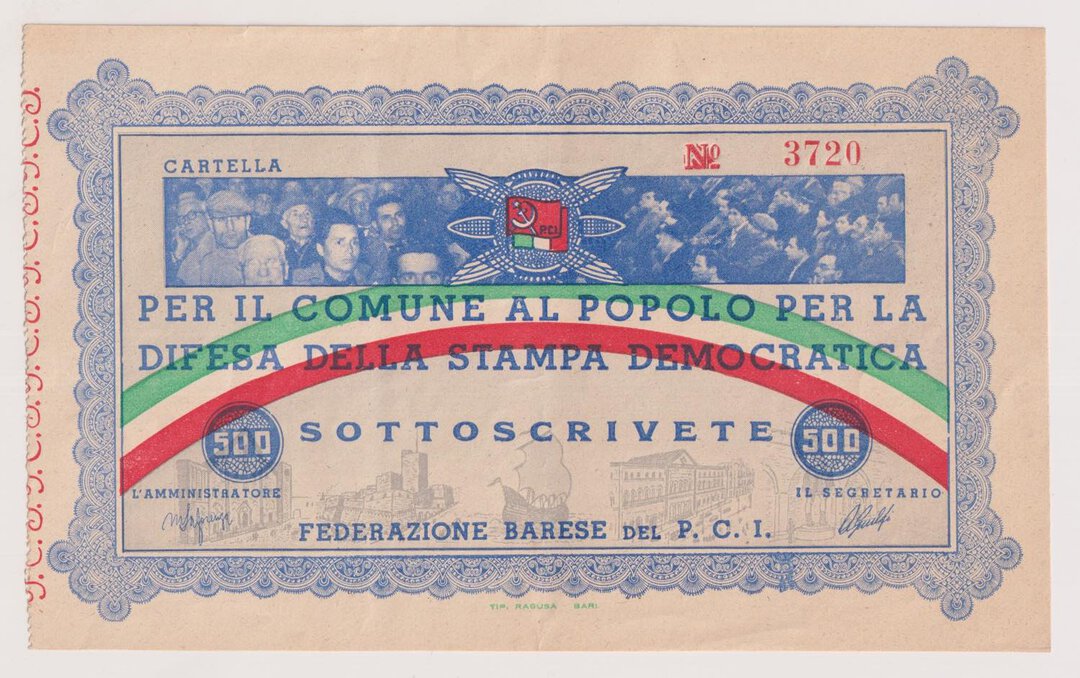 CARTELLA
Nº 3720
P.C.I.
PER IL COMUNE AL POPOLO PER LA
DIFESA DELLA STAMPA DEMOCRATICA
500 SOTTOSCRIVETE 500
L'AMMINISTRATORE
IL SEGRETARIO
FEDERAZIONE BARESE DEL P. C. I.
TIP. RAGUSA BARI